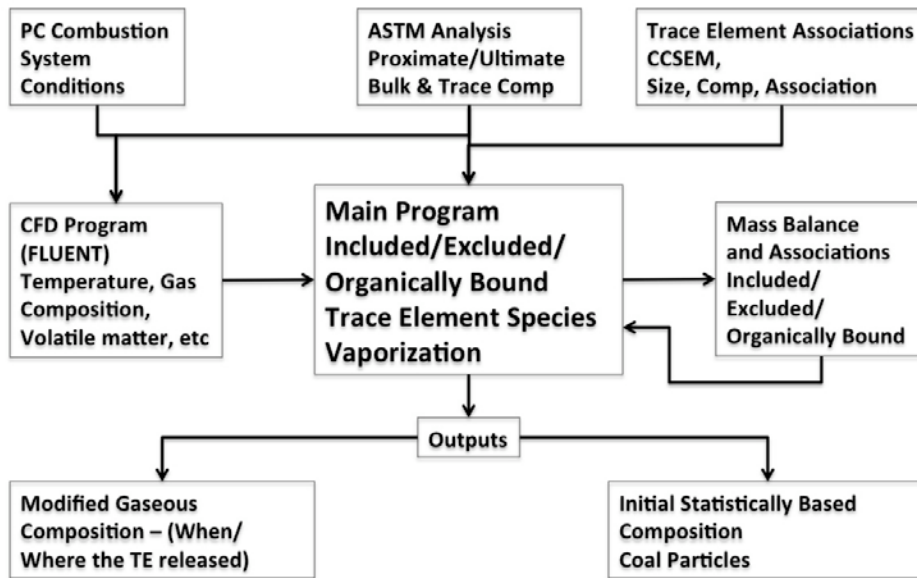 PC Combustion
System
Conditions
ASTM Analysis
Proximate/Ultimate
Bulk & Trace Comp
Trace Element Associations
CCSEM,
Size, Comp, Association
CFD Program
(FLUENT)
Temperature, Gas
Composition,
Volatile matter, etc
Main Program
Included/Excluded/
Organically Bound
Trace Element Species
Vaporization
Mass Balance
and Associations
Included/
Excluded/
Organically Bound
Outputs
Modified Gaseous
Composition – (When/
Where the TE released)
Initial Statistically Based
Composition
Coal Particles